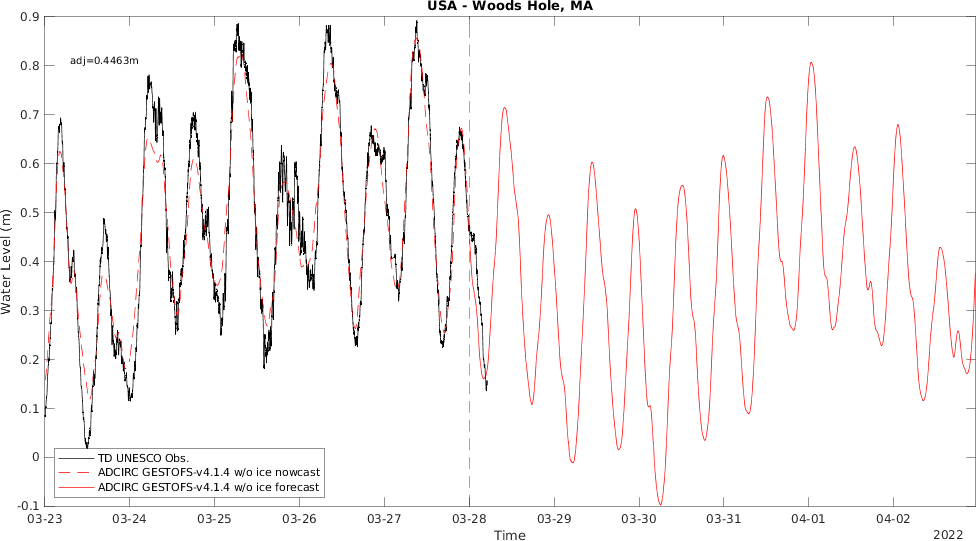 USA - Woods Hole, MA
0.9
adj=0.4463m
0.8
0.7
0.6
0.5
0.4
0.3
0.2
0.1
0
-0.1
Water Level (m)
TD UNESCO Obs.
ADCIRC GESTOFS-v4.1.4 w/o ice nowcast
ADCIRC GESTOFS-v4.1.4 w/o ice forecast
03-23 03-24 03-25 03-26 03-27 03-28 03-29 03-30 03-31 04-01 04-02
Time
2022